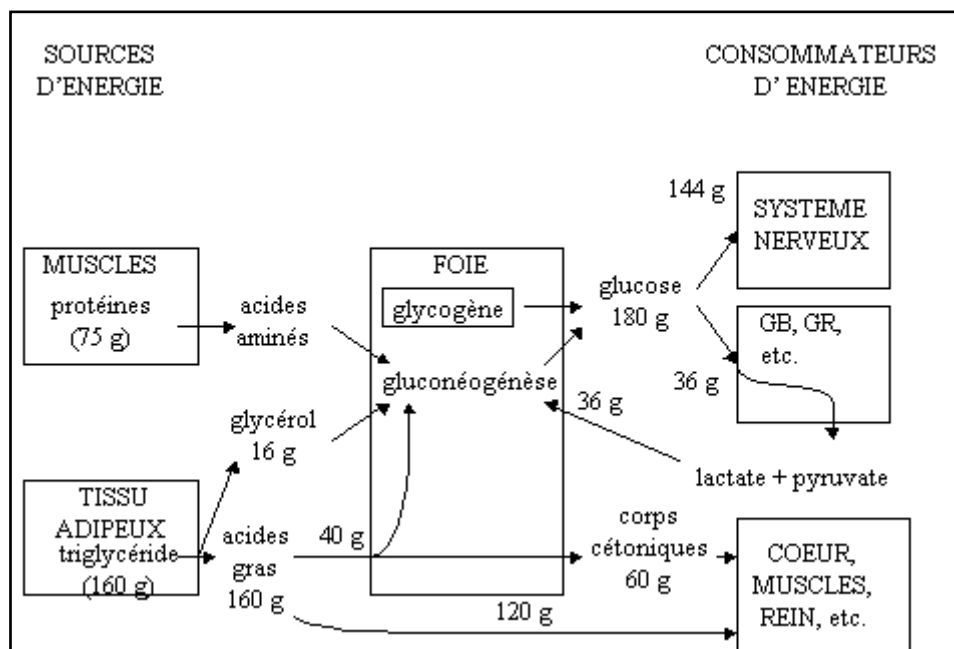 SOURCES
D'ENERGIE
CONSOMMATEURS
D' ENERGIE
144 g
SYSTEME
NERVEUX
MUSCLES
protéines
(75 g)
acides
aminés
FOIE
glycogène
glucose
180 g
GB, GR,
etc.
gluconéogénèse
36 g
36 g
glycérol
16 g
lactate + pyruvate
TISSU
ADIPEUX
triglycéride
(160 g)
acides
gras
160 g
40 g
corps
cétoniques
60 g
120 g
COEUR,
MUSCLES,
REIN, etc.